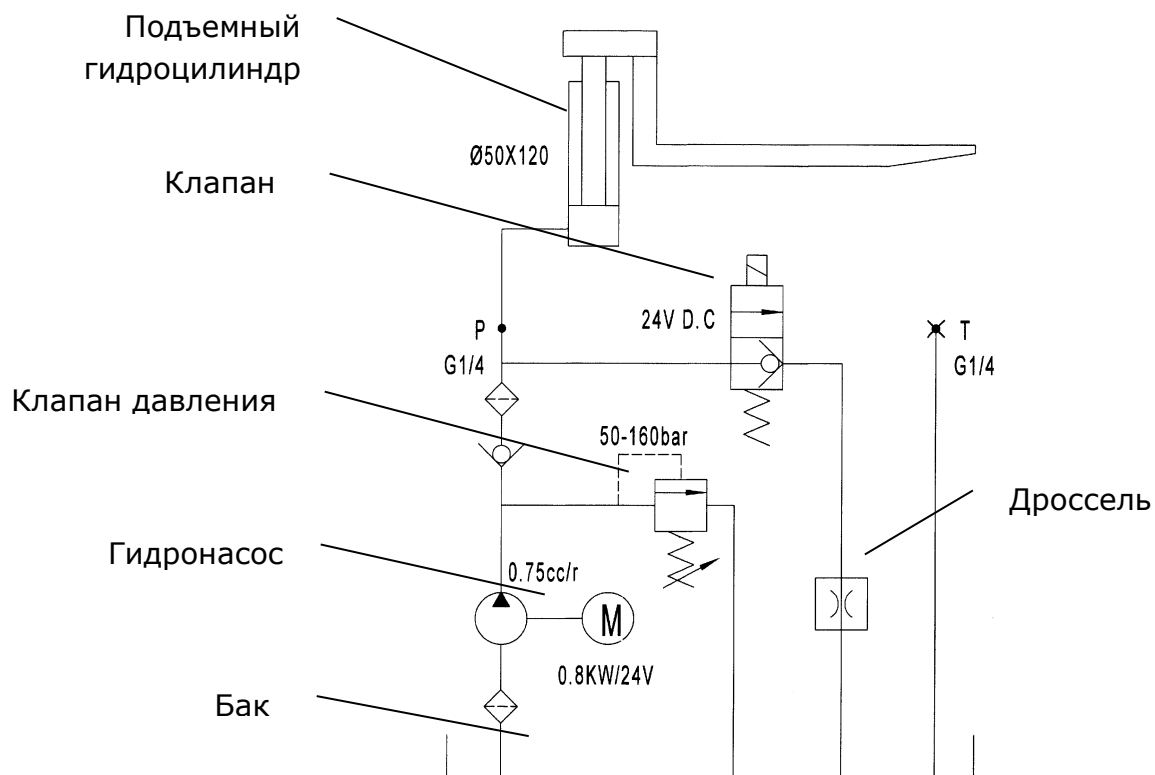 Подъемный
гидроцилиндр
Ø50X120
Клапан
24V D.C
P
T
G1/4
G1/4
Клапан давления
50-160bar
Дроссель
Гидронасос
0.75cc/r
M
0.8KW/24V
Бак